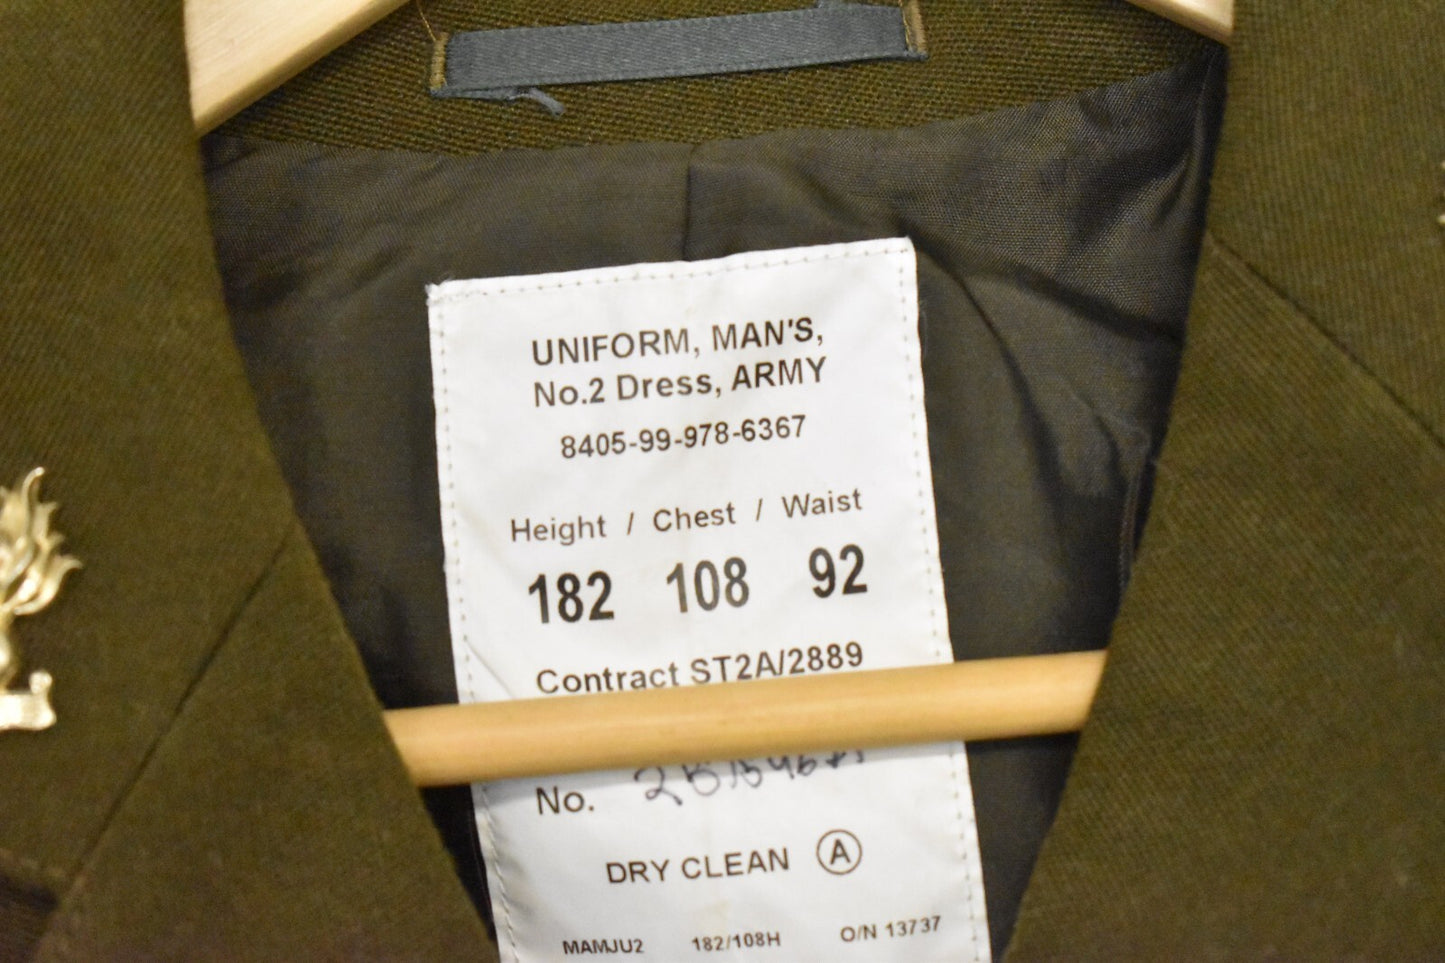 UNIFORM, MAN'S,
No.2 Dress, ARMY
8405-99-978-6367
Height / Chest / Waist
182 108 92
Contract ST2A/2889
No.
DRY CLEAN A
MAMJU2 182/108H O/N 13737